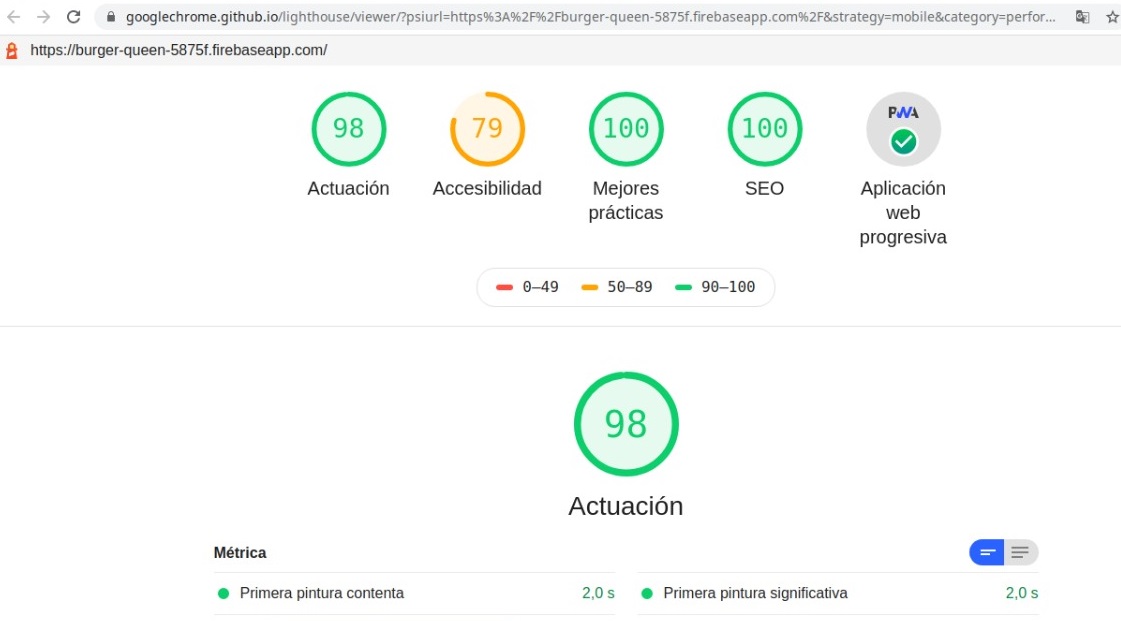 googlechrome.github.io/lighthouse/viewer/?psiurl=https%3A%2F%2Fburger-queen-5875f.firebaseapp.com%2F&strategy=mobile&category=perfor...
https://burger-queen-5875f.firebaseapp.com/
98 79 100 100 PWA
Actuación Accesibilidad Mejores SEO Aplicación
prácticas web
progresiva
0–49 50–89 90–100
98
Actuación
Métrica
Primera pintura contenta 2,0 s Primera pintura significativa 2,0 s